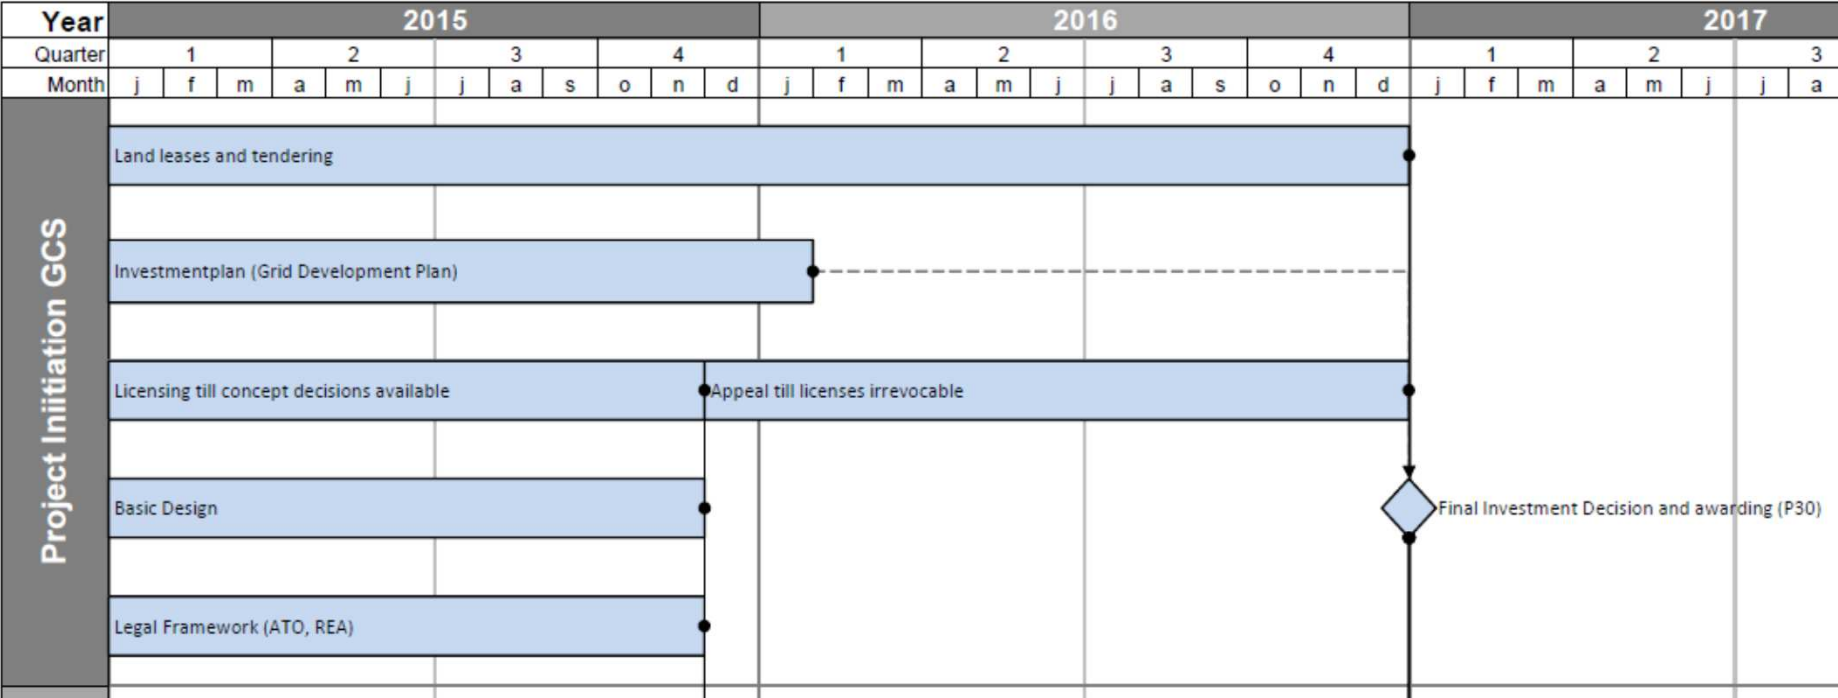 Year 2015 2016 2017
Quarter 1 2 3 4 1 2 3 4 1 2 3
Month j f m a m j j a s o n d j f m a m j j a s o n d j f m a m j j a
Project Iniitiation GCS
Land leases and tendering
Investmentplan (Grid Development Plan)
Licensing till concept decisions available Appeal till licenses irrevocable
Basic Design Final Investment Decision and awarding (P30)
Legal Framework (ATO, REA)